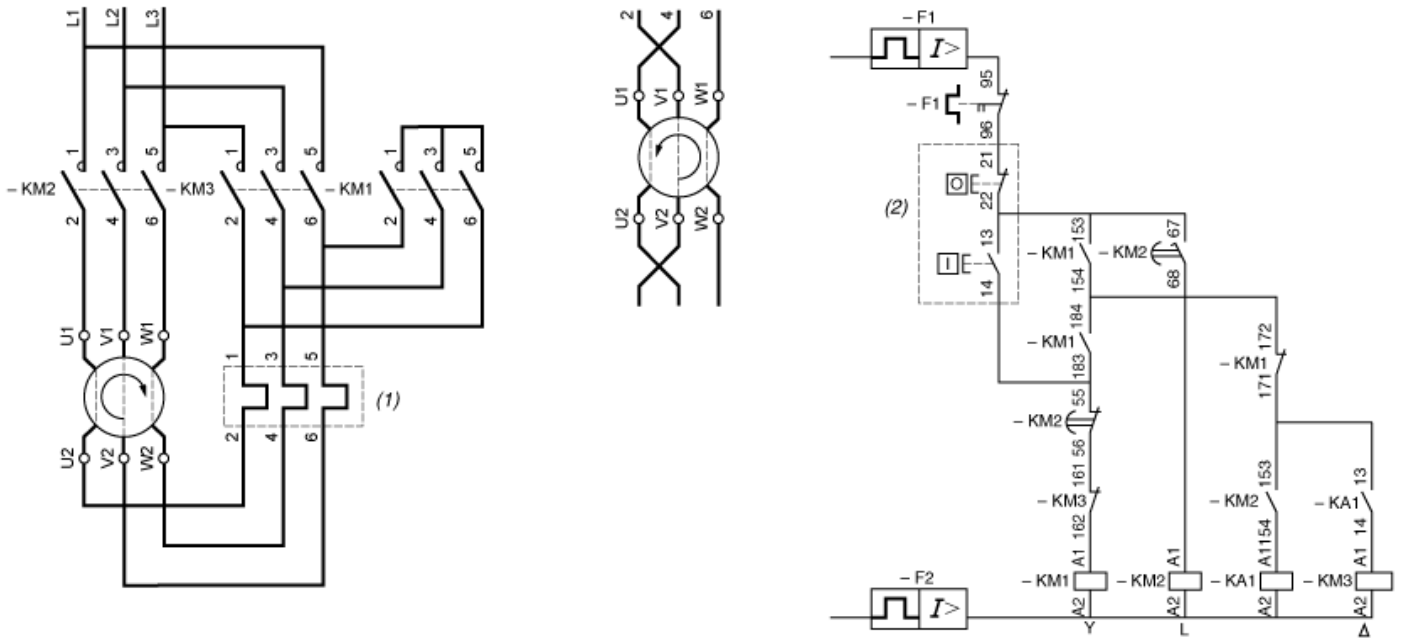 L1 L2 L3
1 3 5 1 3 5 1 3 5
– KM2 – KM3 – KM1
2 4 6 2 4 6 2 4 6
U1 V1 W1
1 3 5
(1)
2 4 6
U2 V2 W2
2 4 6
U1 V1 W1
U2 V2 W2
– F1
I>
95
– F1
96
21
O
22
(2)
13
I
14
153
– KM1
154
67
– KM2
68
184
– KM1
183
172
– KM1
171
55
– KM2
56
161
– KM3
162
153
– KM2
154
13
– KA1
14
A1 A1 A1 A1
– KM1 – KM2 – KA1 – KM3
A2 A2 A2 A2
– F2
I>
Y L Δ